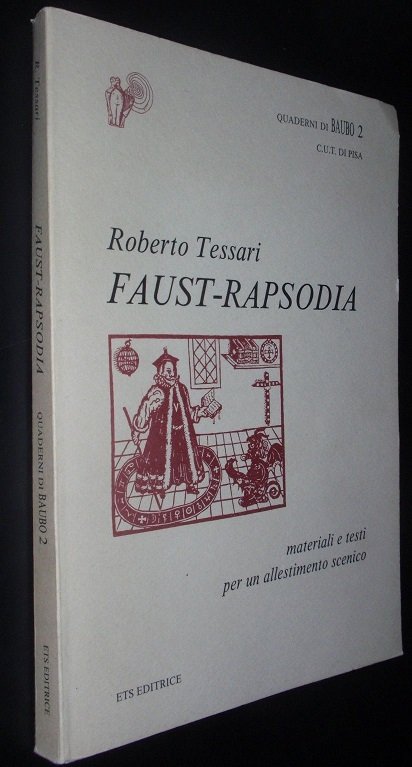 QUADERNI DI BAUBO 2
C.U.T. DI PISA
Roberto Tessari
FAUST-RAPSODIA
materiali e testi
per un allestimento scenico
ETS EDITRICE
R. Tessari
FAUST-RAPSODIA
QUADERNI DI BAUBO 2
ETS EDITRICE